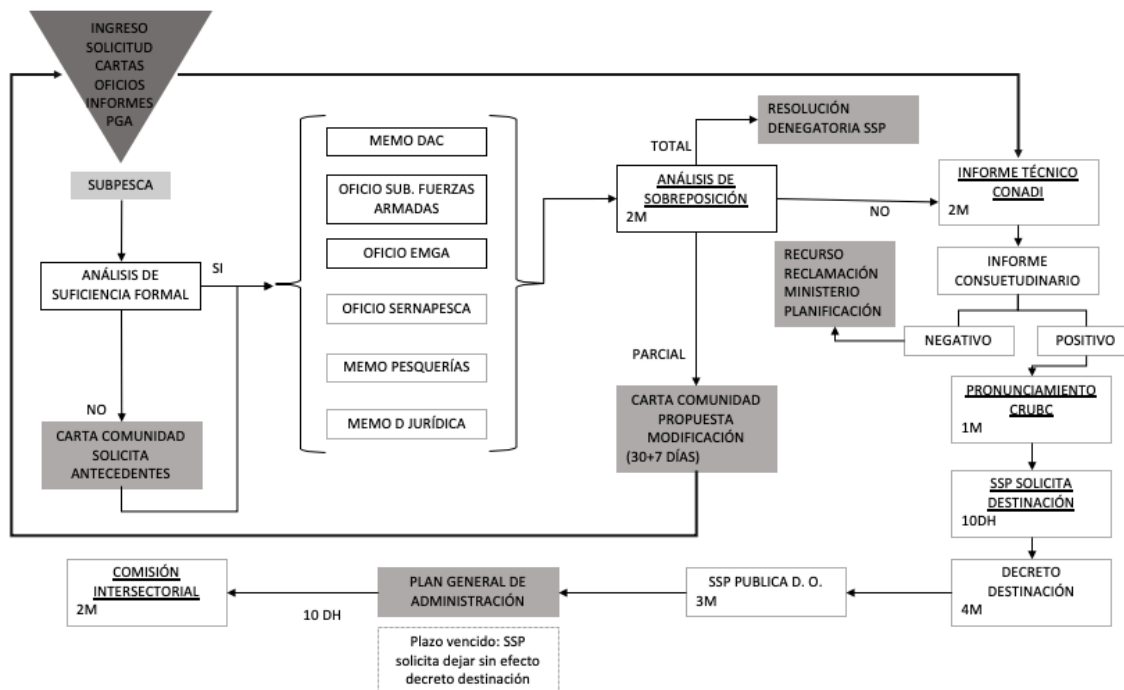 INGRESO
SOLICITUD
CARTAS
OFICIOS
INFORMES
PGA
SUBPESCA
ANÁLISIS DE
SUFICIENCIA FORMAL
SI
NO
CARTA COMUNIDAD
SOLICITA
ANTECEDENTES
MEMO DAC
OFICIO SUB. FUERZAS
ARMADAS
OFICIO EMGA
OFICIO SERNAPESCA
MEMO PESQUERÍAS
MEMO D JURÍDICA
RESOLUCIÓN
DENEGATORIA SSP
TOTAL
ANÁLISIS DE
SOBREPOSICIÓN
2M
NO
PARCIAL
CARTA COMUNIDAD
PROPUESTA
MODIFICACIÓN
(30+7 DÍAS)
INFORME TÉCNICO
CONADI
2M
INFORME
CONSUETUDINARIO
RECURSO
RECLAMACIÓN
MINISTERIO
PLANIFICACIÓN
NEGATIVO
POSITIVO
PRONUNCIAMIENTO
CRUBC
1M
SSP SOLICITA
DESTINACIÓN
10DH
DECRETO
DESTINACIÓN
4M
SSP PUBLICA D. O.
3M
PLAN GENERAL DE
ADMINISTRACIÓN
Plazo vencido: SSP
solicita dejar sin efecto
decreto destinación
10 DH
COMISIÓN
INTERSECTORIAL
2M